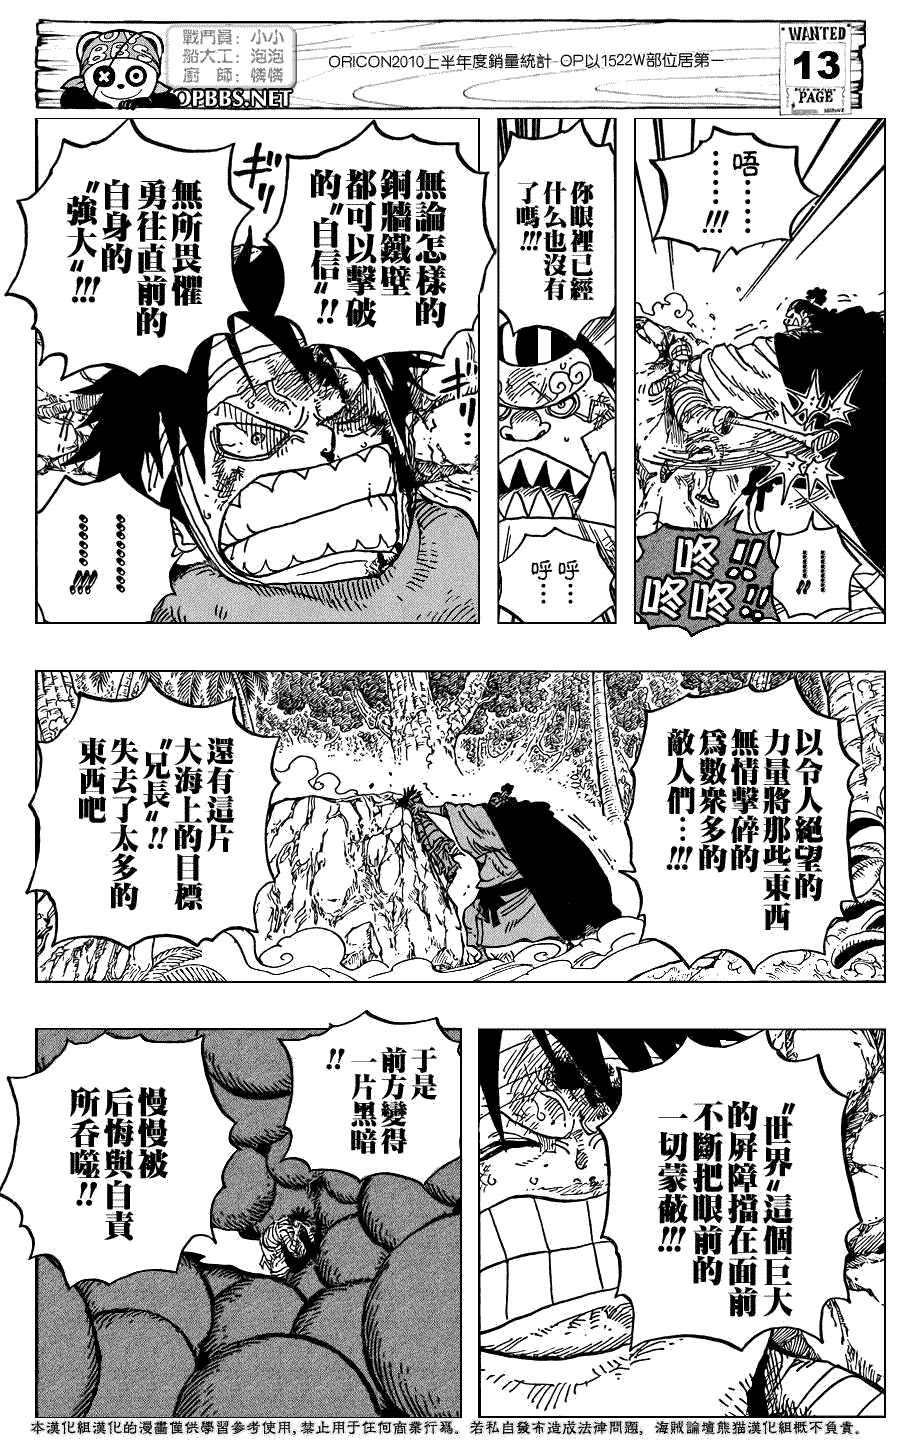 戰鬥員：小小
船大工：泡泡
廚　師：憐憐
OPBBS.NET
ORICON2010上半年度銷量統計 OP以1522W部位居第一
WANTED
13
PAGE
唔……
……!!!
………!!!
咚!!
咚咚!!
你眼裡已經
什么也沒有
了嗎!!!
呼…
呼…
無論怎樣的
銅牆鐵壁
都可以擊破
的〝自信〞!!
ギ
無所畏懼
勇往直前的
自身的
〝強大〞!!!
………!!!
以令人絕望的
力量將那些東西
無情擊碎的
爲數衆多的
敵人們…!!!
還有這片
大海上的目標
〝兄長〞!!
失去了太多的
東西吧
〝世界〞這個巨大
的屏障擋在面前
不斷把眼前的
一切蒙蔽!!!
于是
前方變得
一片黑暗
!!
慢慢被
后悔與自責
所吞噬!!
本漢化組漢化的漫畫僅供學習參考使用,禁止用于任何商業行爲。若私自發布造成法律問題, 海賊論壇熊猫漢化組概不負責。